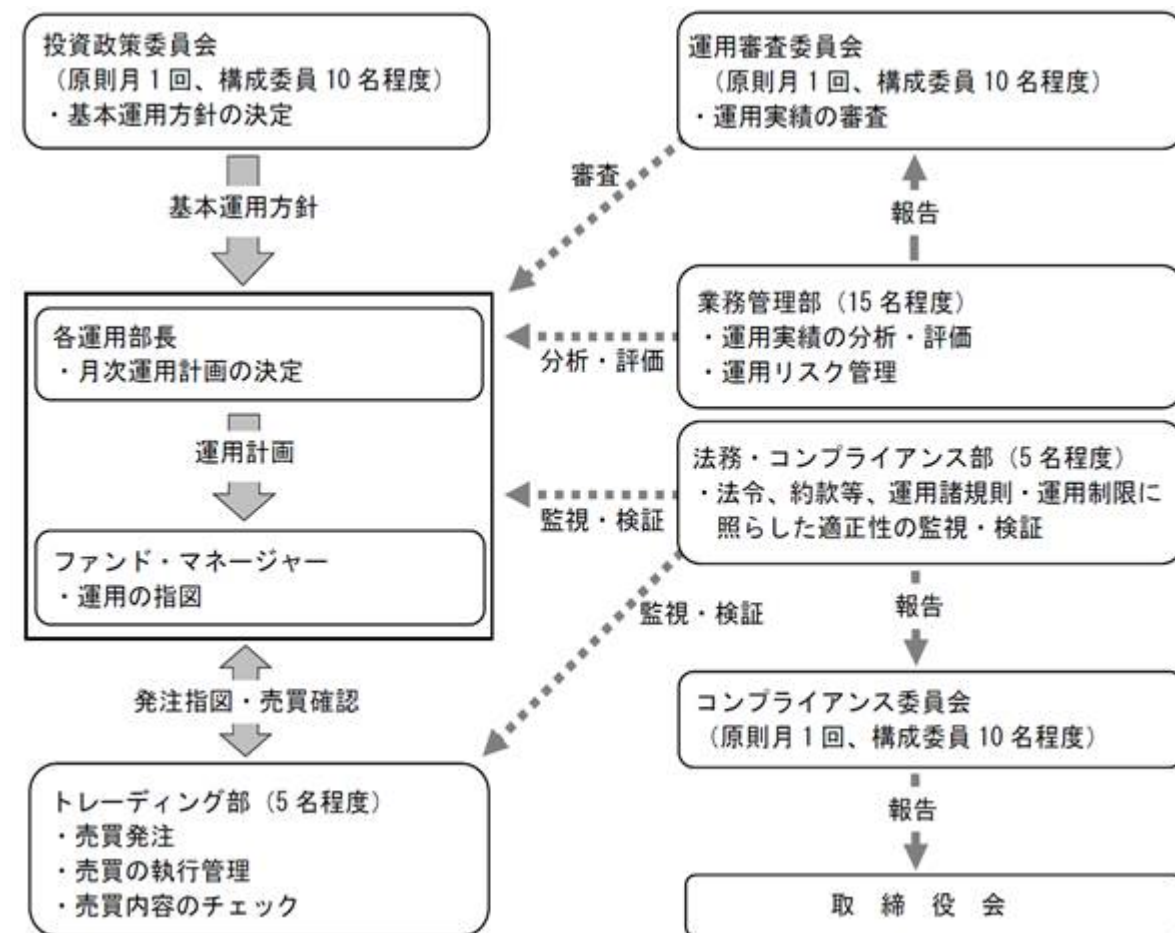 投資政策委員会
（原則月1回、構成委員10名程度）
・基本運用方針の決定
基本運用方針
各運用部長
・月次運用計画の決定
運用計画
ファンド・マネージャー
・運用の指図
発注指図・売買確認
トレーディング部（5名程度）
・売買発注
・売買の執行管理
・売買内容のチェック
運用審査委員会
（原則月1回、構成委員10名程度）
・運用実績の審査
審査
報告
業務管理部（15名程度）
・運用実績の分析・評価
・運用リスク管理
分析・評価
法務・コンプライアンス部（5名程度）
・法令、約款等、運用諸規則・運用制限に
照らした適正性の監視・検証
監視・検証
監視・検証
報告
コンプライアンス委員会
（原則月1回、構成委員10名程度）
報告
取　締　役　会